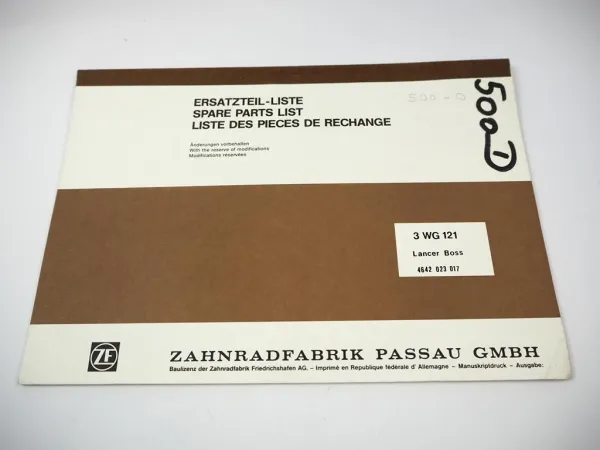 ERSATZTEIL-LISTE
SPARE PARTS LIST
LISTE DES PIECES DE RECHANGE
Änderungen vorbehalten
With the reserve of modifications
Modifications réservées
500-D
500D
3 WG 121
Lancer Boss
4642 023 017
ZF
ZAHNRADFABRIK PASSAU GMBH
Baulizenz der Zahnradfabrik Friedrichshafen AG. – Imprimé en Republique fédérale d' Allemagne – Manuskriptdruck – Ausgabe: